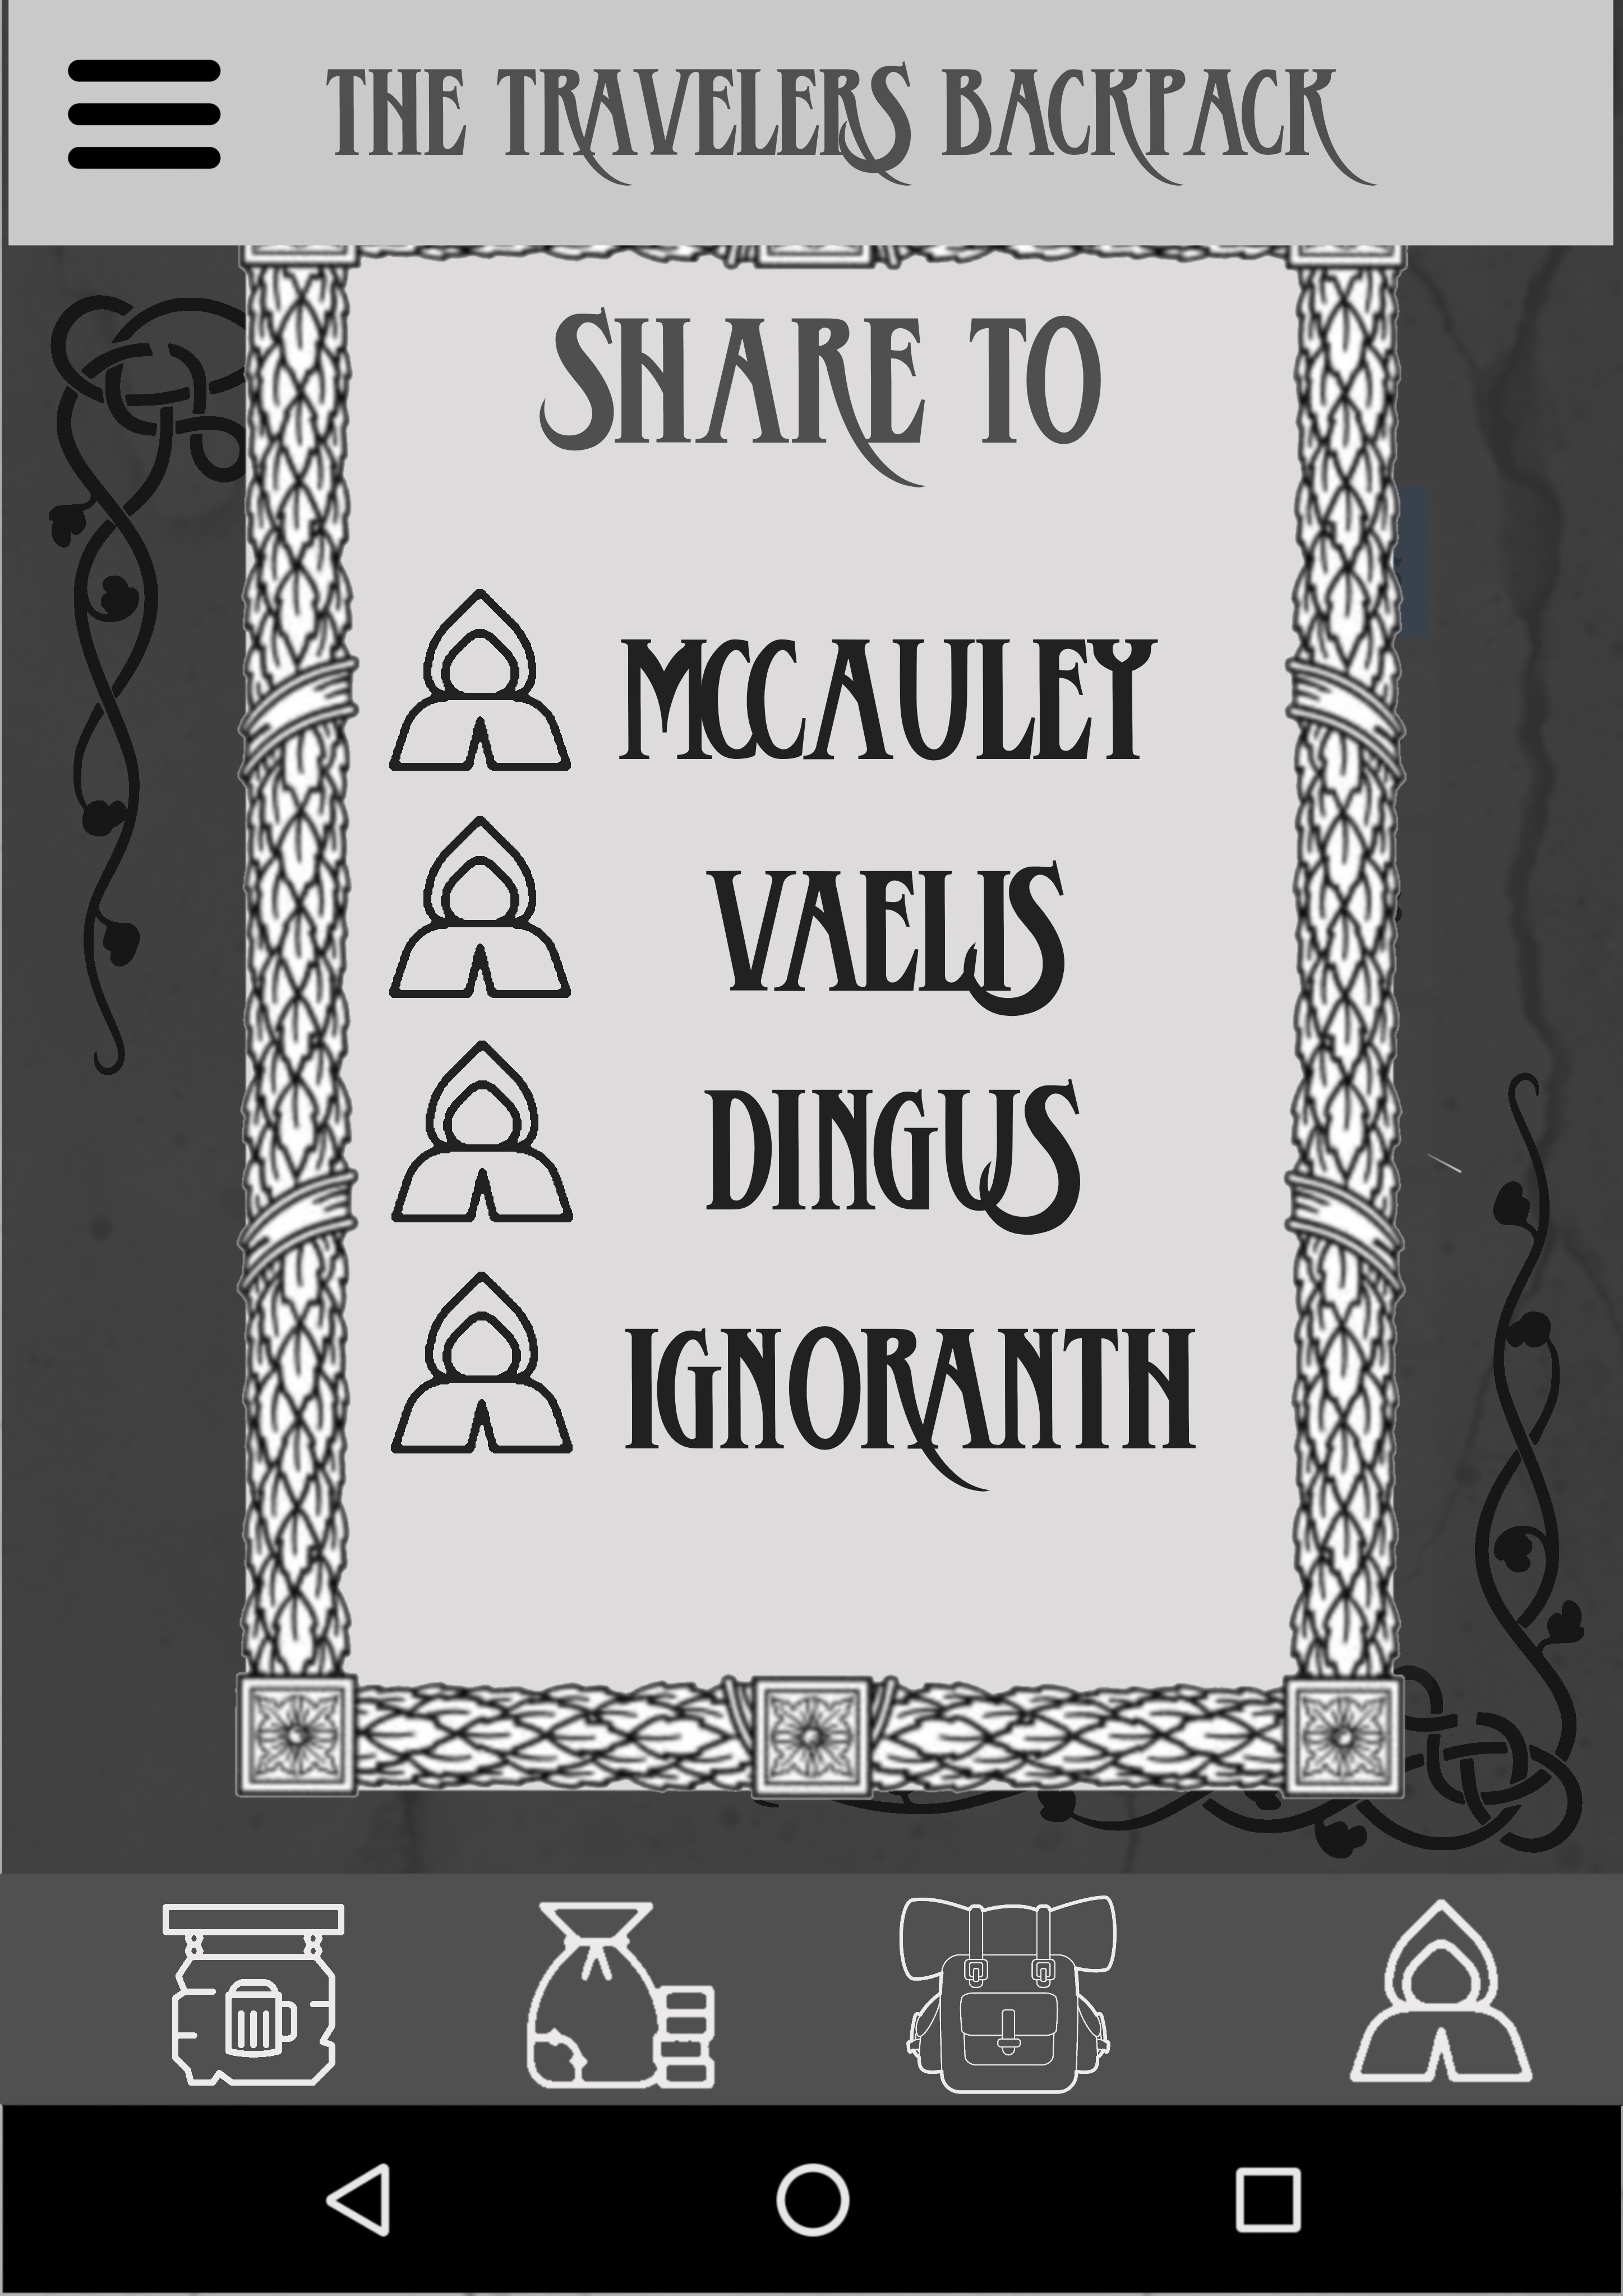 THE TRAVELERS BACKPACK
SHARE TO
MCCAULEY
VAELIS
DINGUS
IGNORANTH